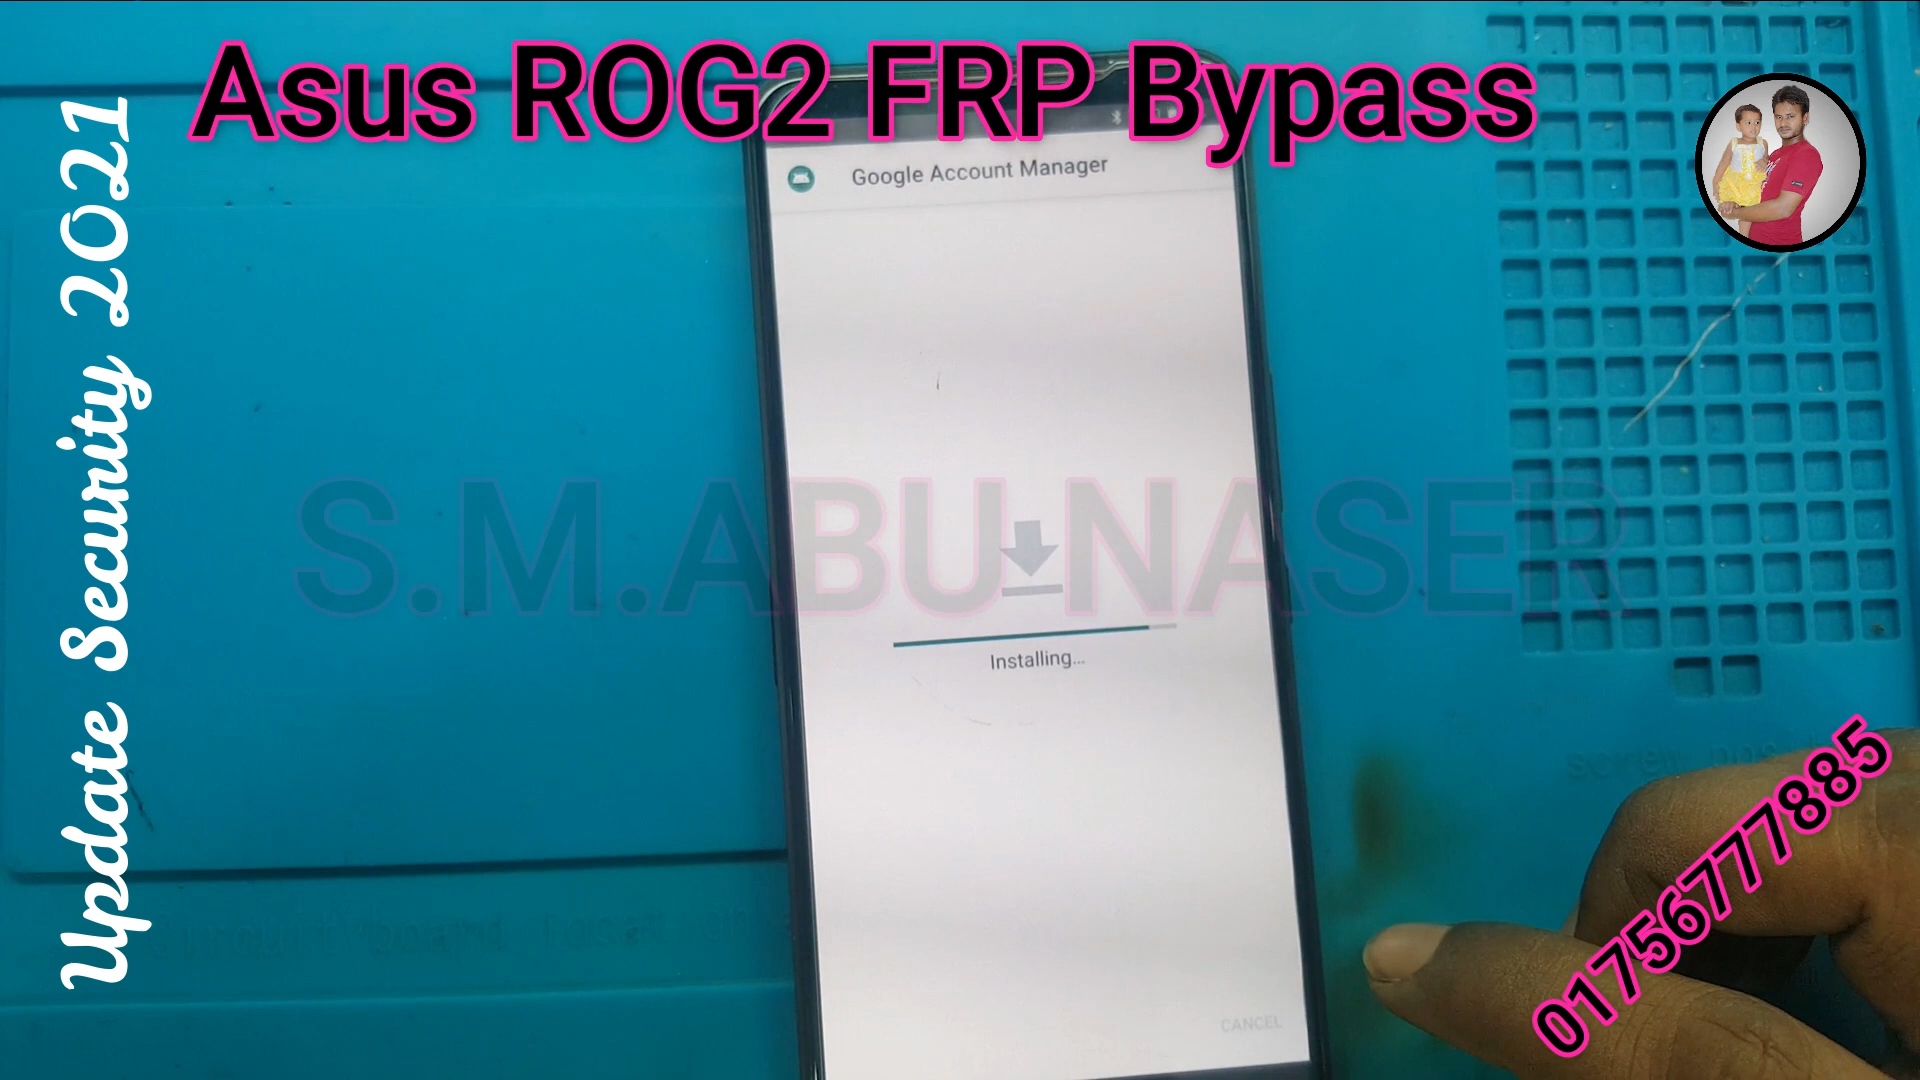 Asus ROG2 FRP Bypass
Update Security 2021
Google Account Manager
S.M.ABU NASER
Installing...
CANCEL
01756777885